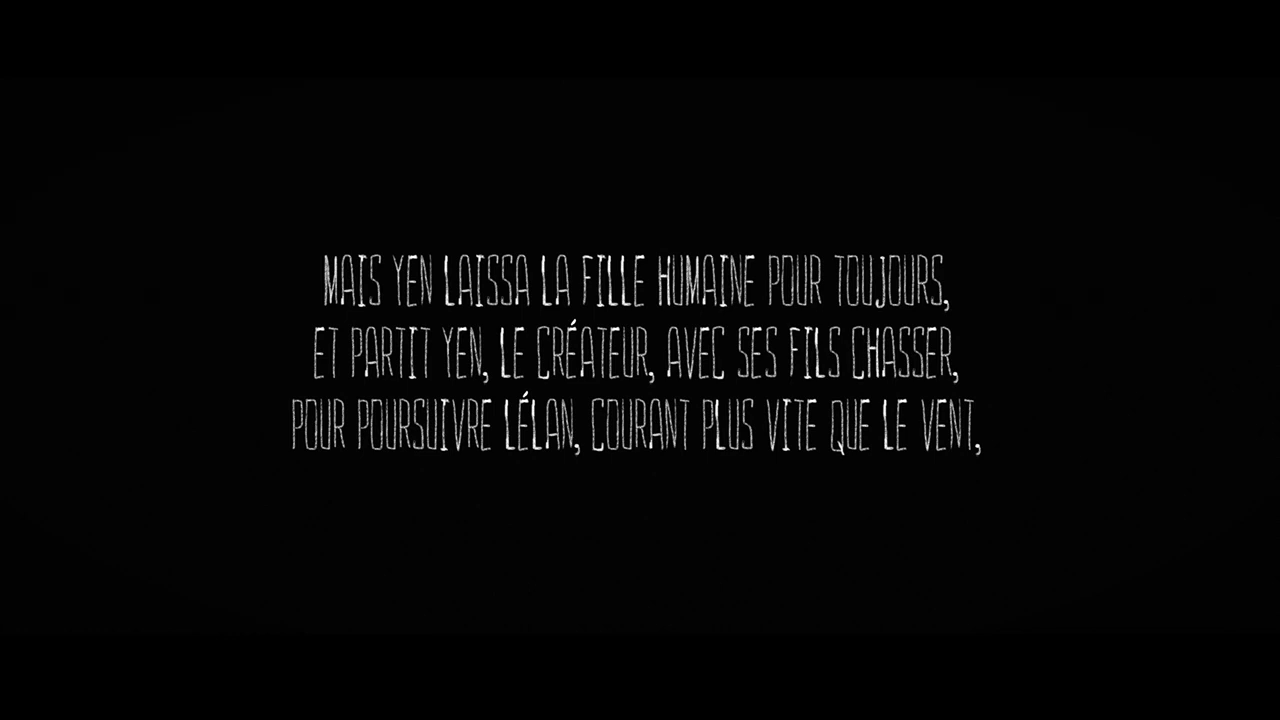 MAIS YEN LAISSA LA FILLE HUMAINE POUR TOUJOURS,
ET PARTIT YEN, LE CRÉATEUR, AVEC SES FILS CHASSER,
POUR POURSUIVRE LÉLAN, COURANT PLUS VITE QUE LE VENT,